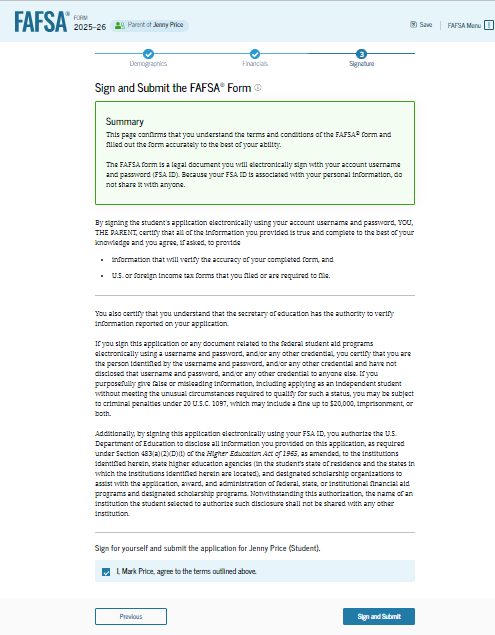 FAFSA® FORM
2025–26
Parent of Jenny Price
Save
FAFSA Menu
Demographics
Financials
3
Signature
Sign and Submit the FAFSA® Form
Summary
This page confirms that you understand the terms and conditions of the FAFSA® form and
filled out the form accurately to the best of your ability.
The FAFSA form is a legal document you will electronically sign with your account username
and password (FSA ID). Because your FSA ID is associated with your personal information, do
not share it with anyone.
By signing the student's application electronically using your account username and password, YOU,
THE PARENT, certify that all of the information you provided is true and complete to the best of your
knowledge and you agree, if asked, to provide
• information that will verify the accuracy of your completed form, and
• U.S. or foreign income tax forms that you filed or are required to file.
You also certify that you understand that the secretary of education has the authority to verify
information reported on your application.
If you sign this application or any document related to the federal student aid programs
electronically using a username and password, and/or any other credential, you certify that you are
the person identified by the username and password, and/or any other credential and have not
disclosed that username and password, and/or any other credential to anyone else. If you
purposefully give false or misleading information, including applying as an independent student
without meeting the unusual circumstances required to qualify for such a status, you may be subject
to criminal penalties under 20 U.S.C. 1097, which may include a fine up to $20,000, imprisonment, or
both.
Additionally, by signing this application electronically using your FSA ID, you authorize the U.S.
Department of Education to disclose all information you provided on this application, as required
under Section 483(a)(2)(D)(i) of the Higher Education Act of 1965, as amended, to the institutions
identified herein, state higher education agencies (in the student's state of residence and the states in
which the institutions identified herein are located), and designated scholarship organizations to
assist with the application, award, and administration of federal, state, or institutional financial aid
programs and designated scholarship programs. Notwithstanding this authorization, the name of an
institution the student selected to authorize such disclosure shall not be shared with any other
institution.
Sign for yourself and submit the application for Jenny Price (Student).
I, Mark Price, agree to the terms outlined above.
Previous
Sign and Submit